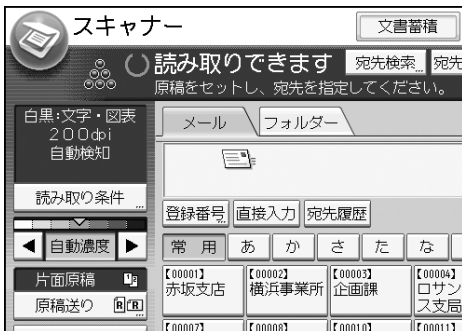 スキャナー
文書蓄積
読み取りできます
宛先検索
宛先
原稿をセットし、宛先を指定してください。
白黒:文字・図表
200dpi
自動検知
読み取り条件
自動濃度
片面原稿
原稿送り
メール
フォルダー
登録番号
直接入力
宛先履歴
常用
あ
か
さ
た
な
【00001】
赤坂支店
【00002】
横浜事業所
【00003】
企画課
【00004】
ロサン
ス支局
【00007】
【00008】
【00010】
【00011】